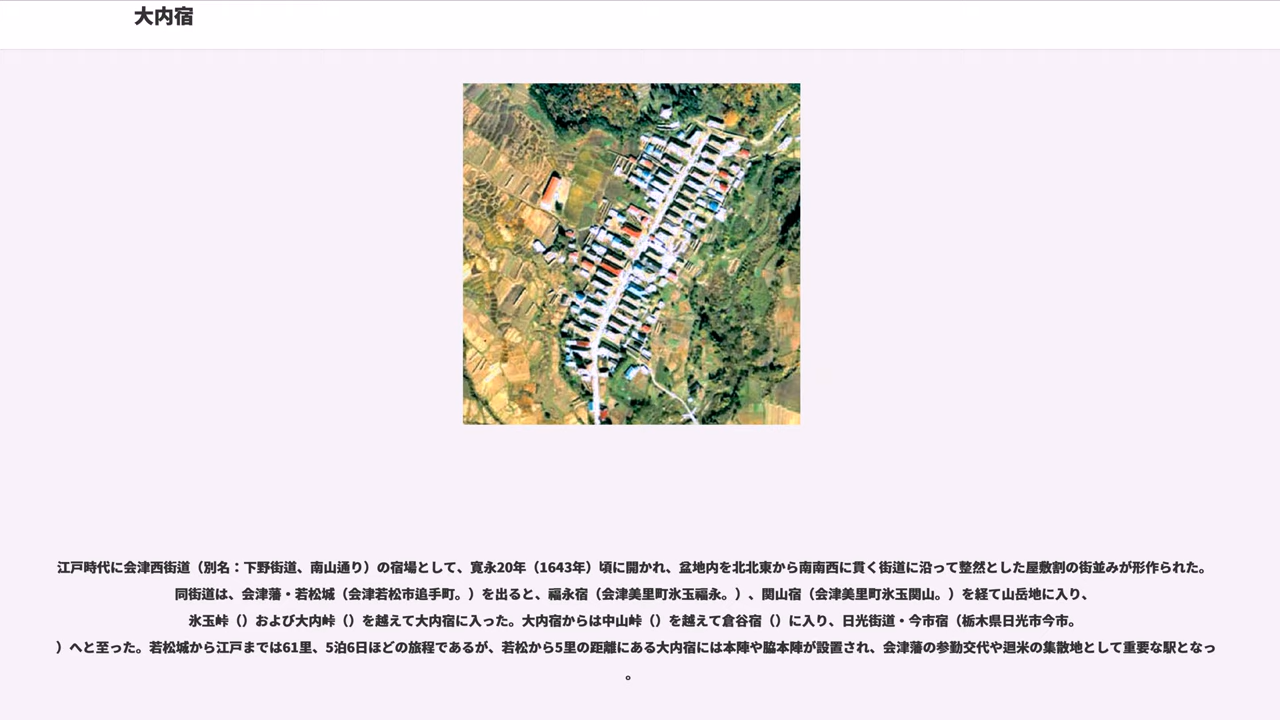 大内宿
江戸時代に会津西街道（別名：下野街道、南山通り）の宿場として、寛永20年（1643年）頃に開かれ、盆地内を北北東から南南西に貫く街道に沿って整然とした屋敷割の街並みが形作られた。
同街道は、会津藩・若松城（会津若松市追手町。）を出ると、福永宿（会津美里町氷玉福永。）、関山宿（会津美里町氷玉関山。）を経て山岳地に入り、
氷玉峠（）および大内峠（）を越えて大内宿に入った。大内宿からは中山峠（）を越えて倉谷宿（）に入り、日光街道・今市宿（栃木県日光市今市。
）へと至った。若松城から江戸までは61里、5泊6日ほどの旅程であるが、若松から5里の距離にある大内宿には本陣や脇本陣が設置され、会津藩の参勤交代や廻米の集散地として重要な駅となっ
。